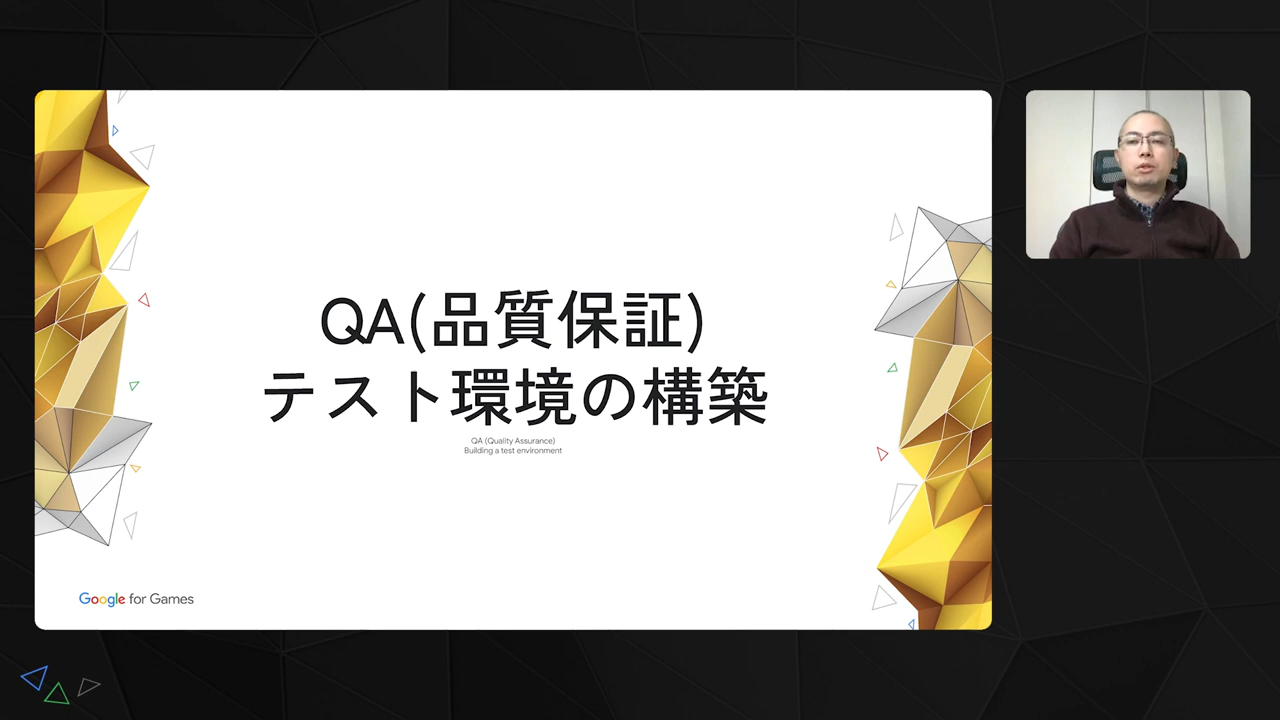 QA(品質保証)
テスト環境の構築
QA (Quality Assurance)
Building a test environment
Google for Games